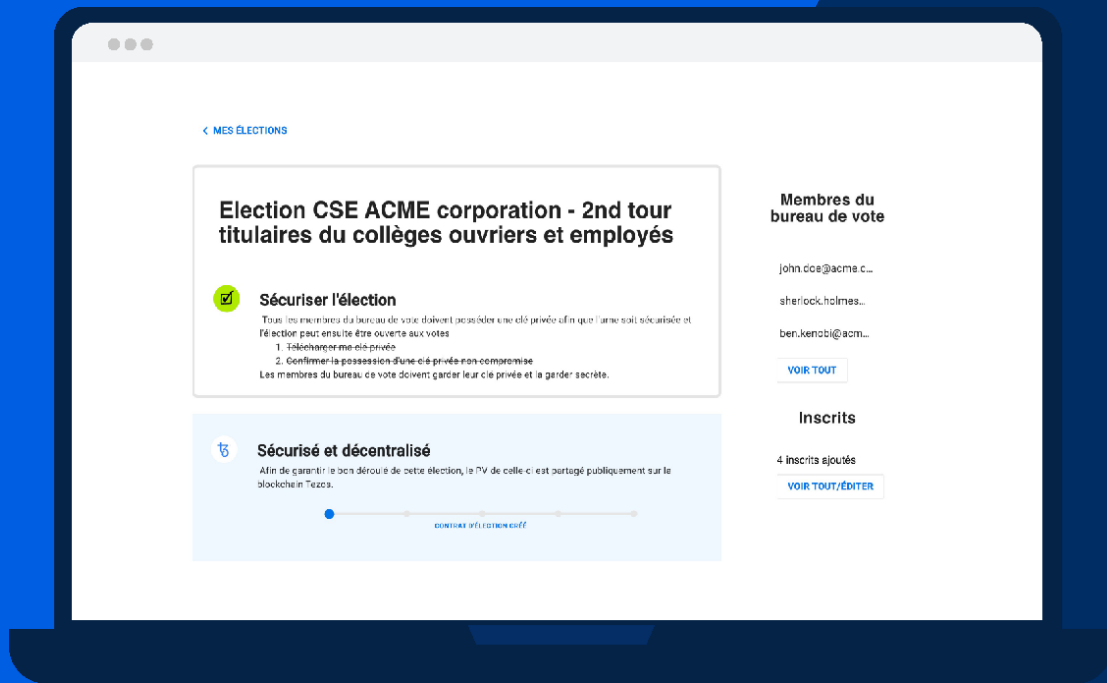 MES ÉLECTIONS
Election CSE ACME corporation - 2nd tour
titulaires du collèges ouvriers et employés
Sécuriser l'élection
Tous les membres du bureau de vote doivent posséder une clé privée afin que l'urne soit sécurisée et
l'élection peut ensuite être ouverte aux votes
1. Télécharger ma clé privée
2. Confirmer la possession d'une clé privée non compromise
Les membres du bureau de vote doivent garder leur clé privée et la garder secrète.
Sécurisé et décentralisé
Afin de garantir le bon déroulé de cette élection, le PV de celle-ci est partagé publiquement sur la
blockchain Tezos.
CONTRAT D'ÉLECTION CRÉÉ
Membres du
bureau de vote
john.doe@acme.c...
sherlock.holmes...
ben.kenobi@acm...
VOIR TOUT
Inscrits
4 inscrits ajoutés
VOIR TOUT/ÉDITER